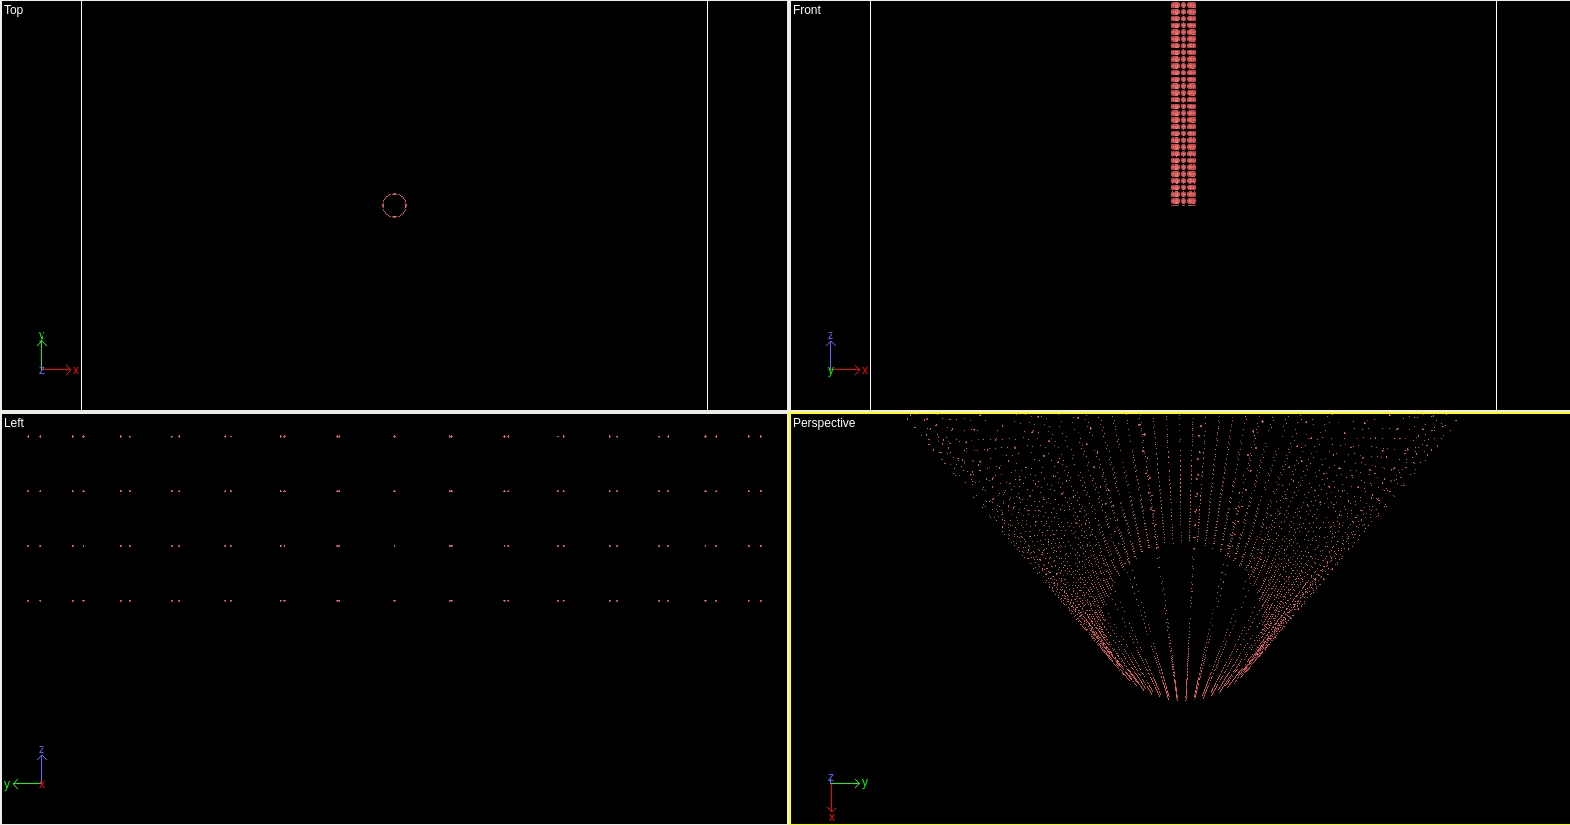 Top
Front
y
z x
z
y x
Left
Perspective
z
y x
z y
x